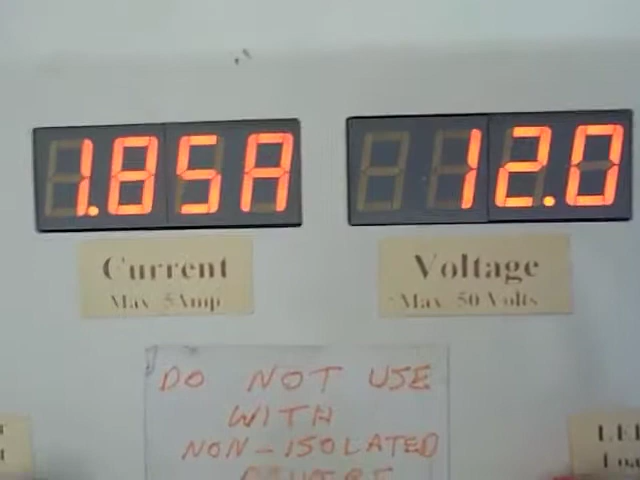 1.85A
12.0
Current
Max 5Amp
Voltage
Max 50 Volts
DO NOT USE
WITH
NON-ISOLATED